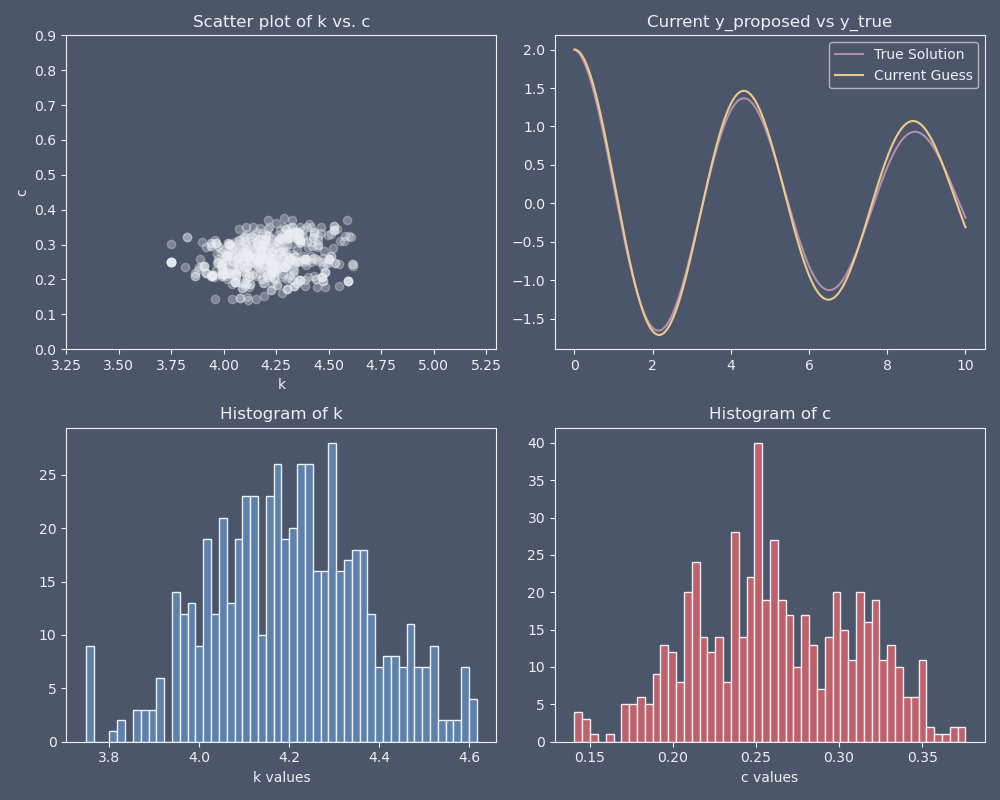 Scatter plot of k vs. c
0.9
0.8
0.7
0.6
0.5
0.4
0.3
0.2
0.1
0.0
c
3.25 3.50 3.75 4.00 4.25 4.50 4.75 5.00 5.25
k
Current y_proposed vs y_true
True Solution
Current Guess
2.0
1.5
1.0
0.5
0.0
−0.5
−1.0
−1.5
0 2 4 6 8 10
Histogram of k
25
20
15
10
5
0
3.8 4.0 4.2 4.4 4.6
k values
Histogram of c
40
35
30
25
20
15
10
5
0
0.15 0.20 0.25 0.30 0.35
c values